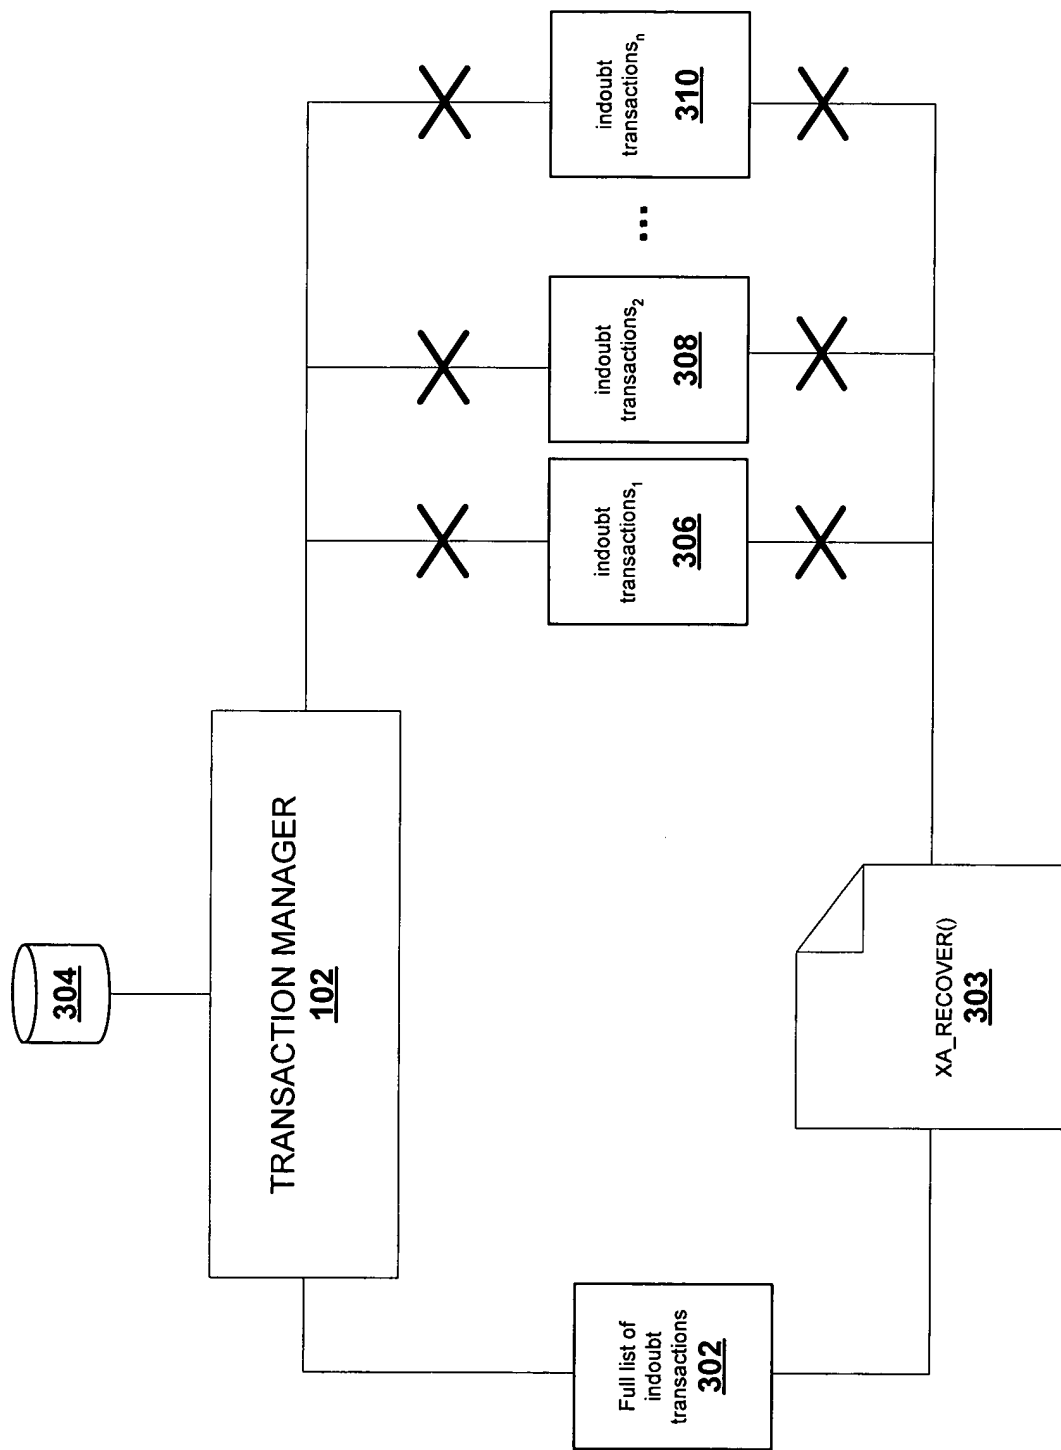 304
TRANSACTION MANAGER
102
Full list of
indoubt
transactions
302
indoubt
transactions₁
306
indoubt
transactions₂
308
...
indoubt
transactionsₙ
310
XA_RECOVER()
303